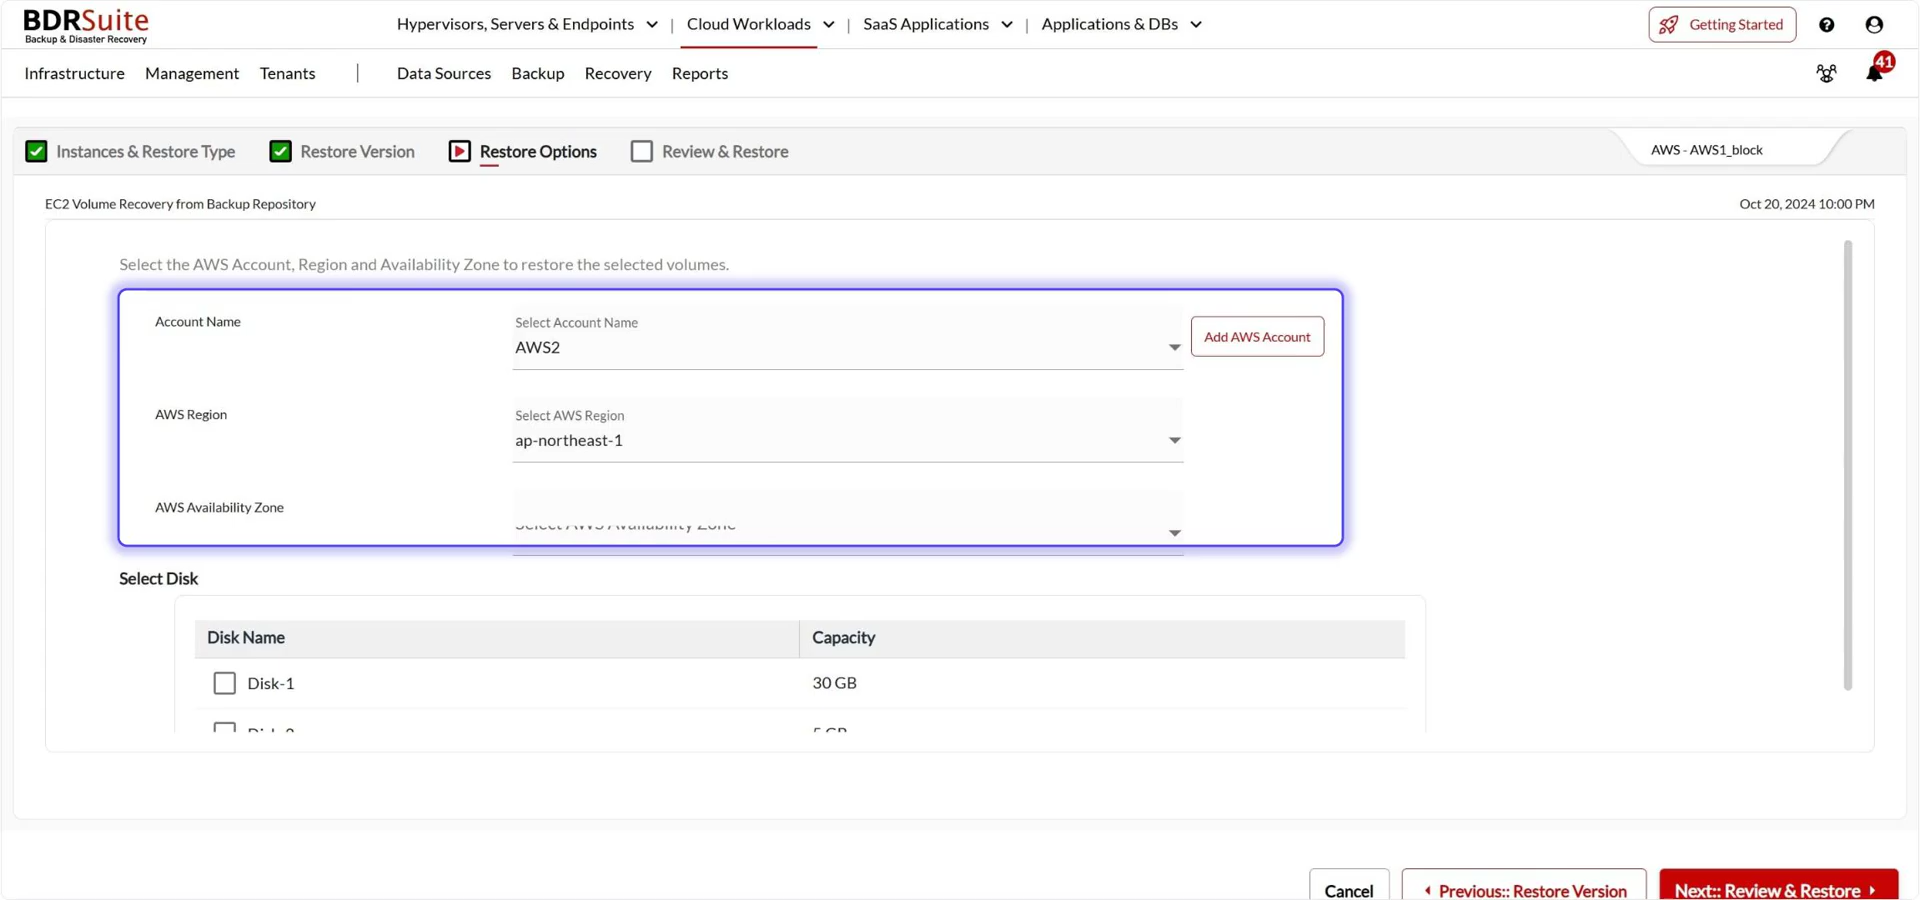 BDRSuite
Backup & Disaster Recovery
Hypervisors, Servers & Endpoints | Cloud Workloads | SaaS Applications | Applications & DBs
Getting Started
Infrastructure Management Tenants | Data Sources Backup Recovery Reports
41
Instances & Restore Type Restore Version Restore Options Review & Restore
AWS - AWS1_block
EC2 Volume Recovery from Backup Repository
Oct 20, 2024 10:00 PM
Select the AWS Account, Region and Availability Zone to restore the selected volumes.
Account Name
Select Account Name
AWS2
Add AWS Account
AWS Region
Select AWS Region
ap-northeast-1
AWS Availability Zone
Select AWS Availability Zone
Select Disk
Disk Name Capacity
Disk-1 30 GB
5 GB
Cancel Previous:: Restore Version Next:: Review & Restore